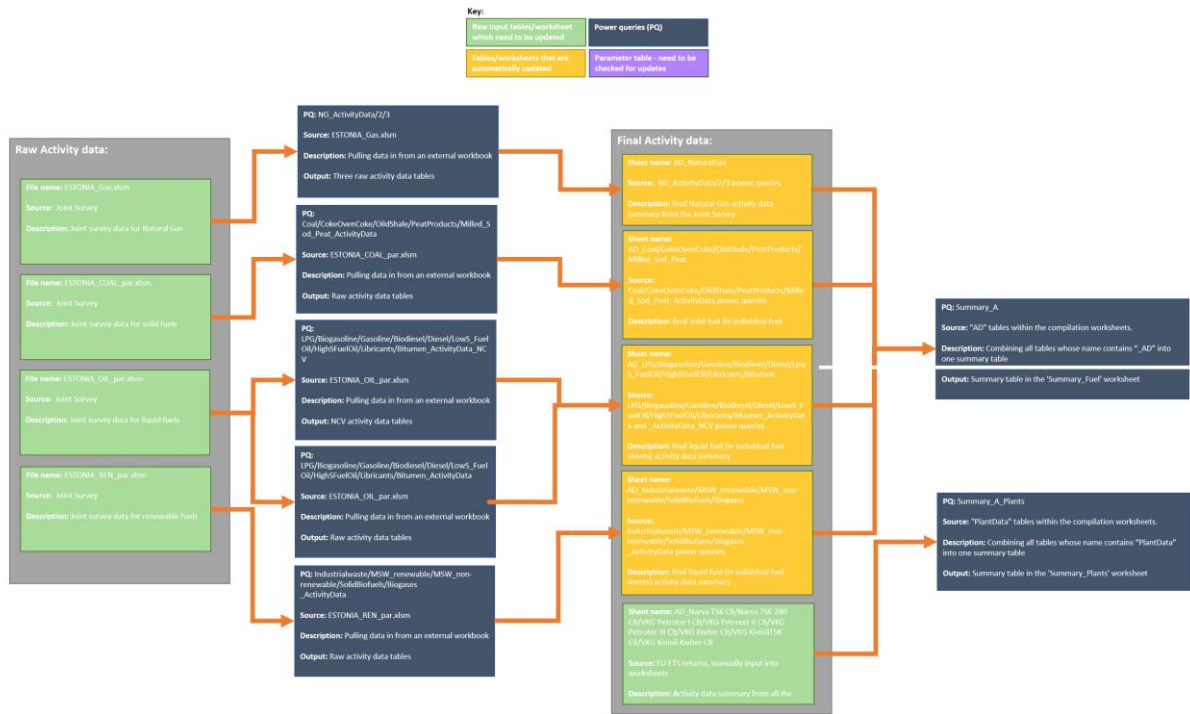 Key:
Raw input tables/worksheet
which need to be updated
Power queries (PQ)
Tables/worksheets that are
automatically updated
Parameter table - need to be
checked for updates
Raw Activity data:
File name: ESTONIA_Gas.xlsm
Source: Joint Survey
Description: Joint survey data for Natural Gas
File name: ESTONIA_COAL_par.xlsm
Source: Joint Survey
Description: Joint survey data for solid fuels
File name: ESTONIA_OIL_par.xlsm
Source: Joint Survey
Description: Joint survey data for liquid fuels
File name: ESTONIA_REN_par.xlsm
Source: Joint Survey
Description: Joint survey data for renewable fuels
PQ: NG_ActivityData/2/3
Source: ESTONIA_Gas.xlsm
Description: Pulling data in from an external workbook
Output: Three raw activity data tables
PQ:
Coal/CokeOvenCoke/OildShale/PeatProducts/Milled_S
od_Peat_ActivityData
Source: ESTONIA_COAL_par.xlsm
Description: Pulling data in from an external workbook
Output: Raw activity data tables
PQ:
LPG/Biogasoline/Gasoline/Biodiesel/Diesel/LowS_Fuel
Oil/HighSFuelOil/Libricants/Bitumen_ActivityData_NC
V
Source: ESTONIA_OIL_par.xlsm
Description: Pulling data in from an external workbook
Output: NCV activity data tables
PQ:
LPG/Biogasoline/Gasoline/Biodiesel/Diesel/LowS_Fuel
Oil/HighSFuelOil/Libricants/Bitumen_ActivityData
Source: ESTONIA_OIL_par.xlsm
Description: Pulling data in from an external workbook
Output: Raw activity data tables
PQ: Industrialwaste/MSW_renewable/MSW_non-
renewable/SolidBiofuels/Biogases
_ActivityData
Source: ESTONIA_REN_par.xlsm
Description: Pulling data in from an external workbook
Output: Raw activity data tables
Final Activity data:
Sheet name: AD_NaturalGas
Source: NG_ActivityData/2/3 power queries
Description: final Natural Gas activity data
summary from the Joint Survey
Sheet name:
AD_Coal/CokeOvenCoke/OildShale/PeatProducts/
Milled_Sod_Peat
Source:
Coal/CokeOvenCoke/OildShale/PeatProducts/Mille
d_Sod_Peat_ActivityData power queries
Description: final solid fuel (in individual fuel
Sheet name:
AD_LPG/Biogasoline/Gasoline/Biodiesel/Diesel/Low
S_FuelOil/HighSFuelOil/Libricants/Bitumen
Source:
LPG/Biogasoline/Gasoline/Biodiesel/Diesel/LowS_F
uelOil/HighSFuelOil/Libricants/Bitumen_ActivityDat
a and _ActivityData_NCV power queries
Description: final liquid fuel (in individual fuel
sheets) activity data summary
Sheet name:
AD_Industrialwaste/MSW_renewable/MSW_non-
renewable/SolidBiofuels/Biogases
Source:
Industrialwaste/MSW_renewable/MSW_non-
renewable/SolidBiofuels/Biogases
_ActivityData power queries
Description: final liquid fuel (in individual fuel
sheets) activity data summary
Sheet name: AD_Narva TSK CB/Narva TSK 280
CB/VKG Petroter I CB/VKG Petroter II CB/VKG
Petroter III CB/VKG Kiviter CB/VKG KivioliTSK
CB/VKG Kivioli Kiviter CB
Source: EU ETS returns, manually input into
worksheets
Description: Activity data summary from all the
PQ: Summary_A
Source: "AD" tables within the compilation worksheets.
Description: Combining all tables whose name contains "_AD" into
one summary table
Output: Summary table in the 'Summary_Fuel' worksheet
PQ: Summary_A_Plants
Source: "PlantData" tables within the compilation worksheets.
Description: Combining all tables whose name contains "PlantData"
into one summary table
Output: Summary table in the 'Summary_Plants' worksheet